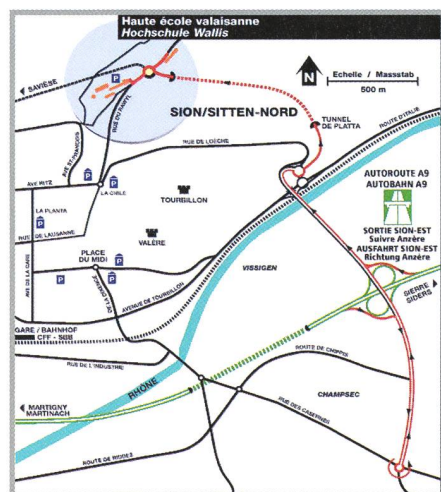 Haute école valaisanne
Hochschule Wallis
N
Echelle / Massstab
500 m
SAVIÈSE
P
RUE DU RAWYL
SION/SITTEN-NORD
TUNNEL
DE PLATTA
ROUTE D'ITALIE
AVE ST-FRANÇOIS
P
RUE DE LOÈCHE
P
AVE RITZ
LA CIBLE
TOURBILLON
LA PLANTA
P
RUE DE LAUSANNE
VALÈRE
AUTOROUTE A9
AUTOBAHN A9
SORTIE SION-EST
Suivre Anzère
AUSFAHRT SION-EST
Richtung Anzère
PLACE
DU MIDI
P
P
P
AVE DE LA GARE
VISSIGEN
AVENUE DE TOURBILLON
SIERRE
SIDERS
GARE / BAHNHOF
CFF - SBB
RUE DE L'INDUSTRIE
ROUTE DE CHIPPIS
RHÔNE
CHAMPSEC
RUE DES CASERNES
MARTIGNY
MARTINACH
ROUTE DE RIDDES